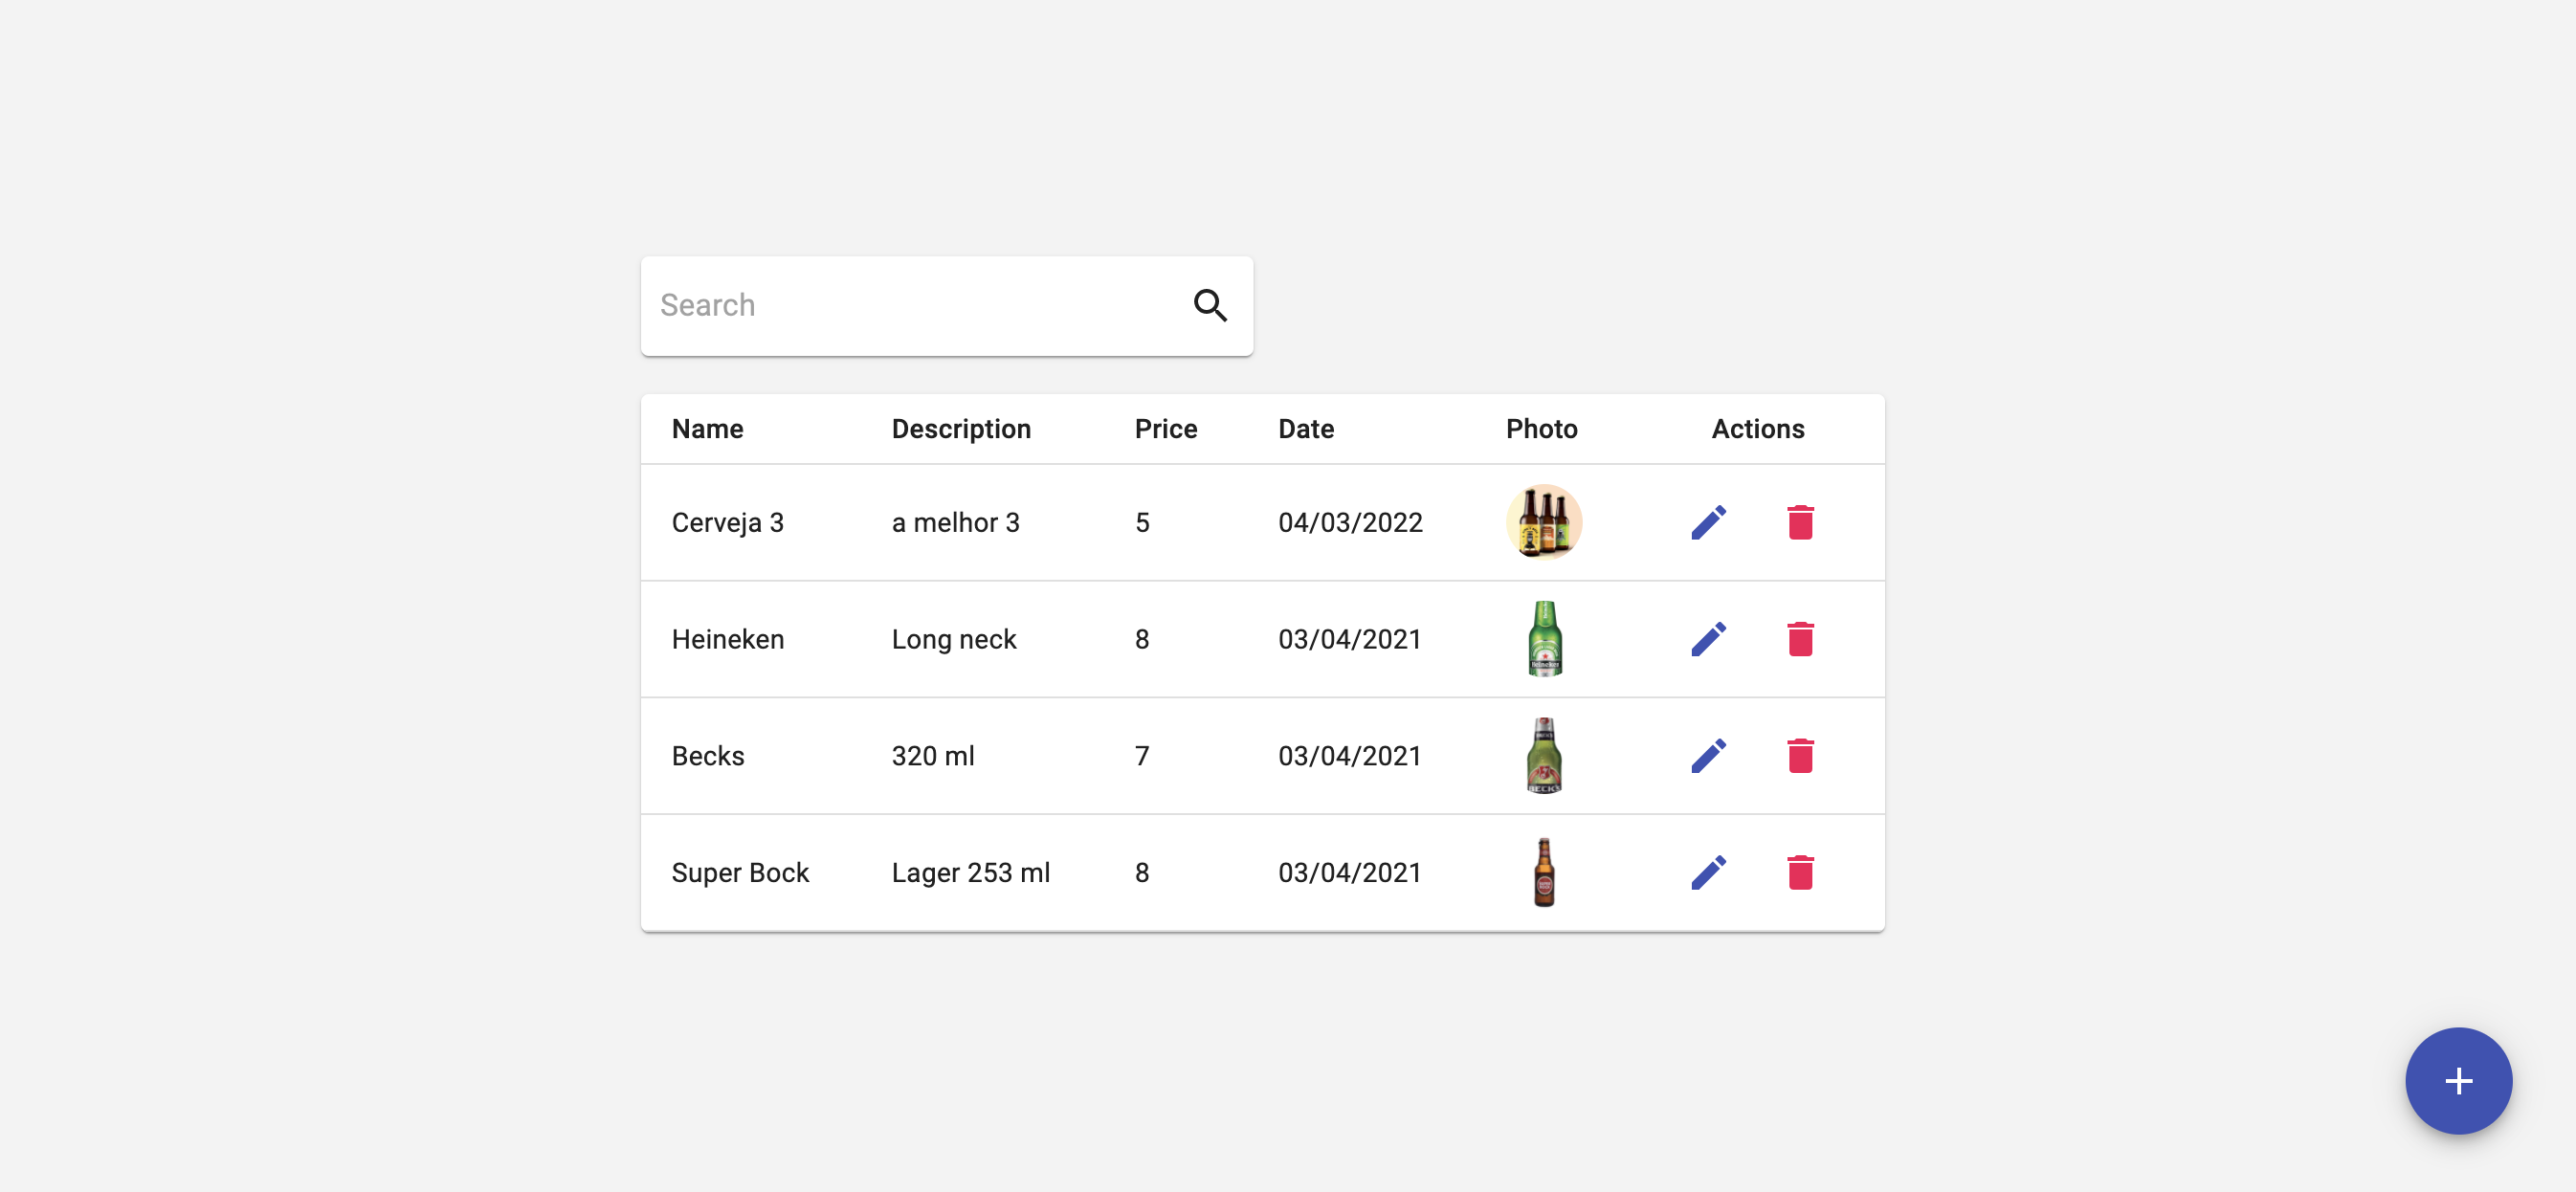 Search
Name Description Price Date Photo Actions
Cerveja 3 a melhor 3 5 04/03/2022
Heineken Long neck 8 03/04/2021
Becks 320 ml 7 03/04/2021
BECK'S
Super Bock Lager 253 ml 8 03/04/2021